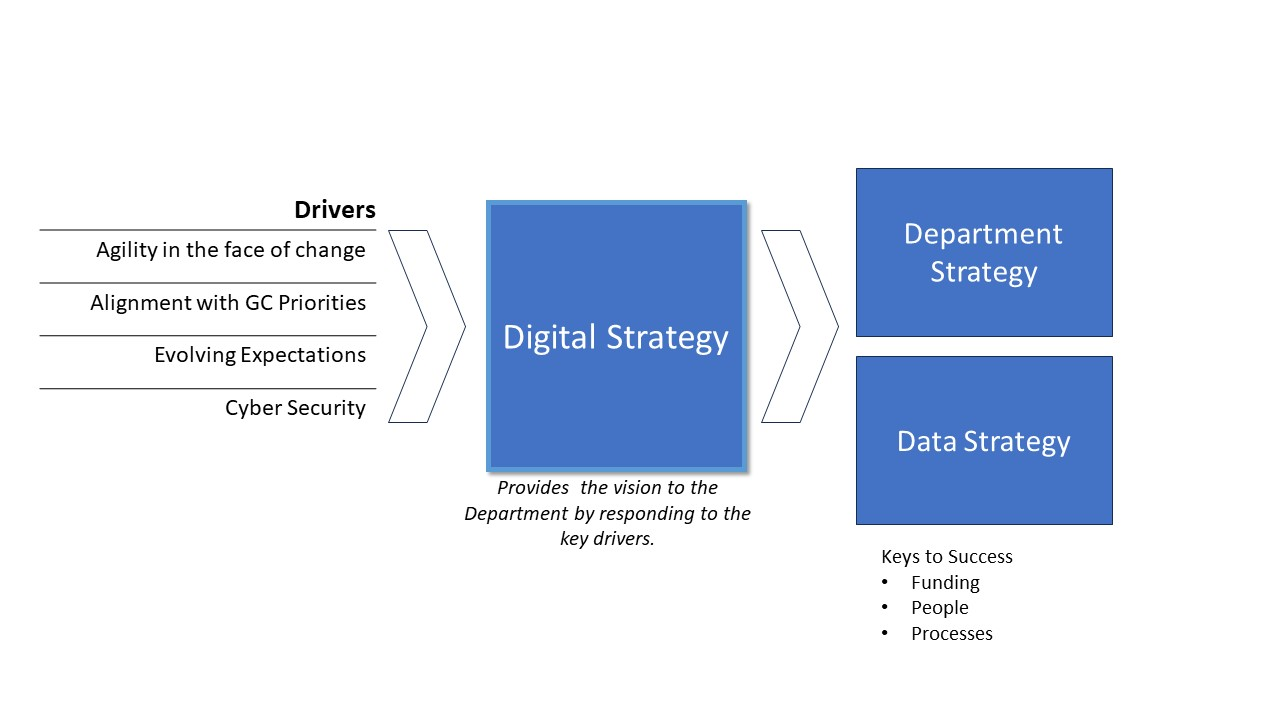 Drivers
Agility in the face of change
Alignment with GC Priorities
Evolving Expectations
Cyber Security
Digital Strategy
Provides  the vision to the
Department by responding to the
key drivers.
Department
Strategy
Data Strategy
Keys to Success
• Funding
• People
• Processes